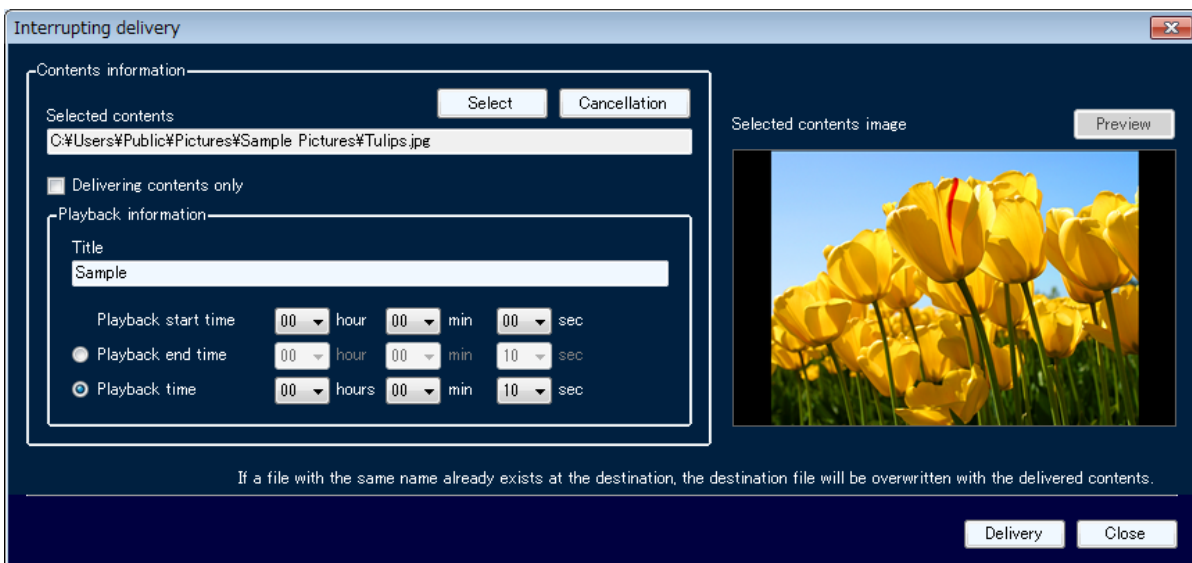 Interrupting delivery
Contents information
Select Cancellation
Selected contents
C:¥Users¥Public¥Pictures¥Sample Pictures¥Tulips.jpg
Delivering contents only
Playback information
Title
Sample
Playback start time 00 hour 00 min 00 sec
Playback end time 00 hour 00 min 10 sec
Playback time 00 hours 00 min 10 sec
Selected contents image Preview
If a file with the same name already exists at the destination, the destination file will be overwritten with the delivered contents.
Delivery Close